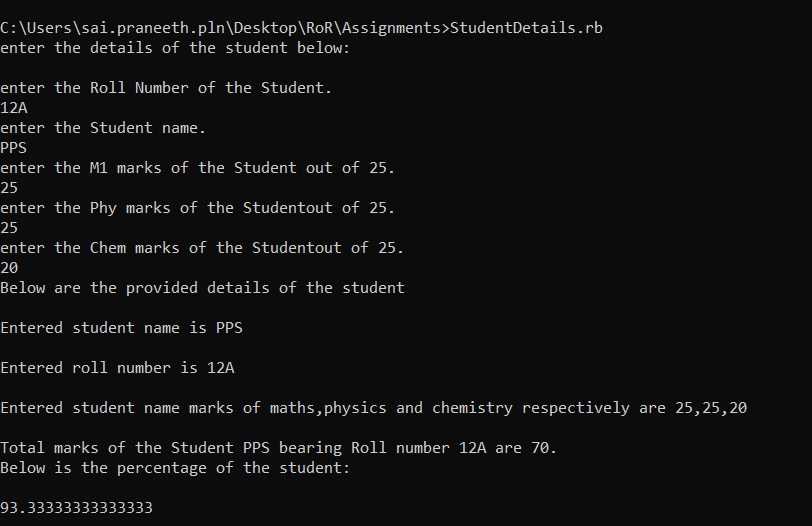 C:\Users\sai.praneeth.pln\Desktop\RoR\Assignments>StudentDetails.rb
enter the details of the student below:
enter the Roll Number of the Student.
12A
enter the Student name.
PPS
enter the M1 marks of the Student out of 25.
25
enter the Phy marks of the Studentout of 25.
25
enter the Chem marks of the Studentout of 25.
20
Below are the provided details of the student
Entered student name is PPS
Entered roll number is 12A
Entered student name marks of maths,physics and chemistry respectively are 25,25,20
Total marks of the Student PPS bearing Roll number 12A are 70.
Below is the percentage of the student:
93.33333333333333